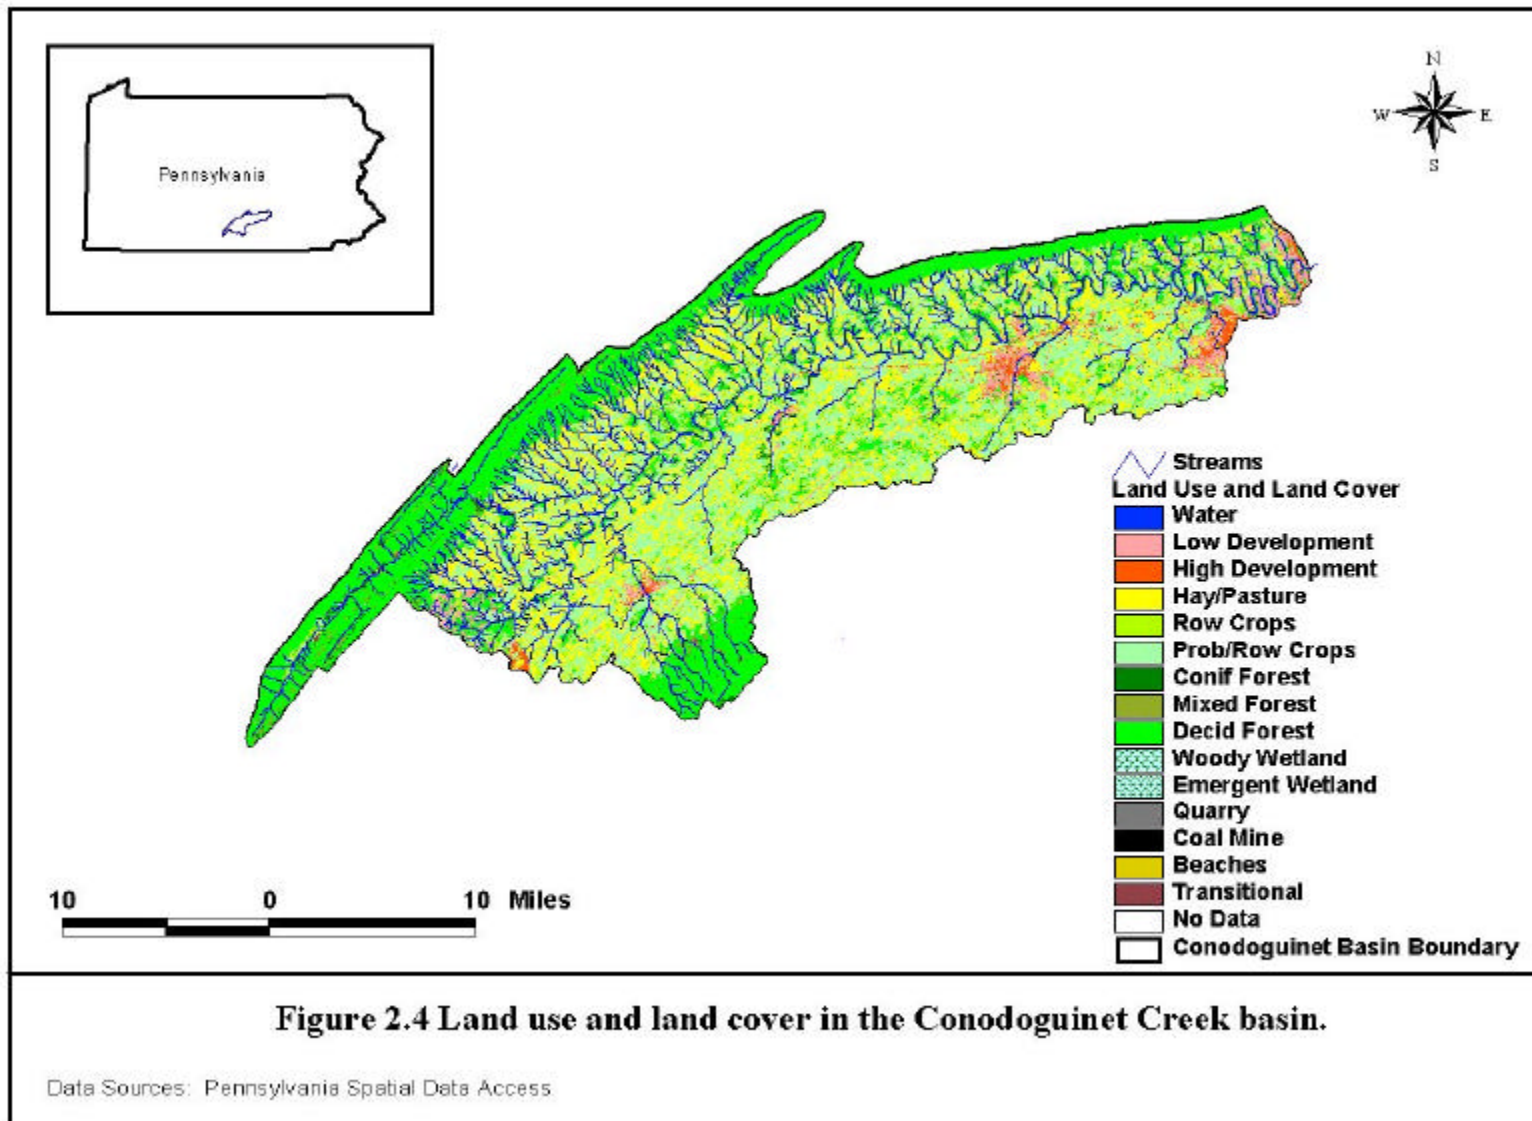 Pennsylvania
N
W E
S
Streams
Land Use and Land Cover
Water
Low Development
High Development
Hay/Pasture
Row Crops
Prob/Row Crops
Conif Forest
Mixed Forest
Decid Forest
Woody Wetland
Emergent Wetland
Quarry
Coal Mine
Beaches
Transitional
No Data
Conodoguinet Basin Boundary
10 0 10 Miles
Figure 2.4 Land use and land cover in the Conodoguinet Creek basin.
Data Sources: Pennsylvania Spatial Data Access